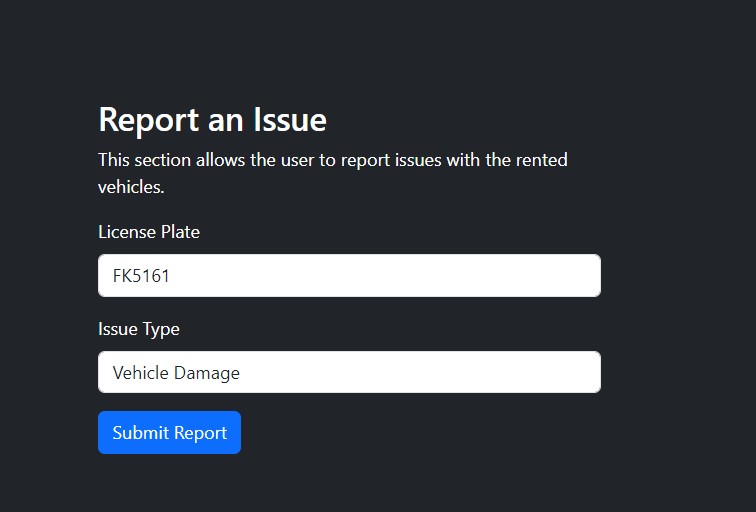 Report an Issue
This section allows the user to report issues with the rented
vehicles.
License Plate
FK5161
Issue Type
Vehicle Damage
Submit Report